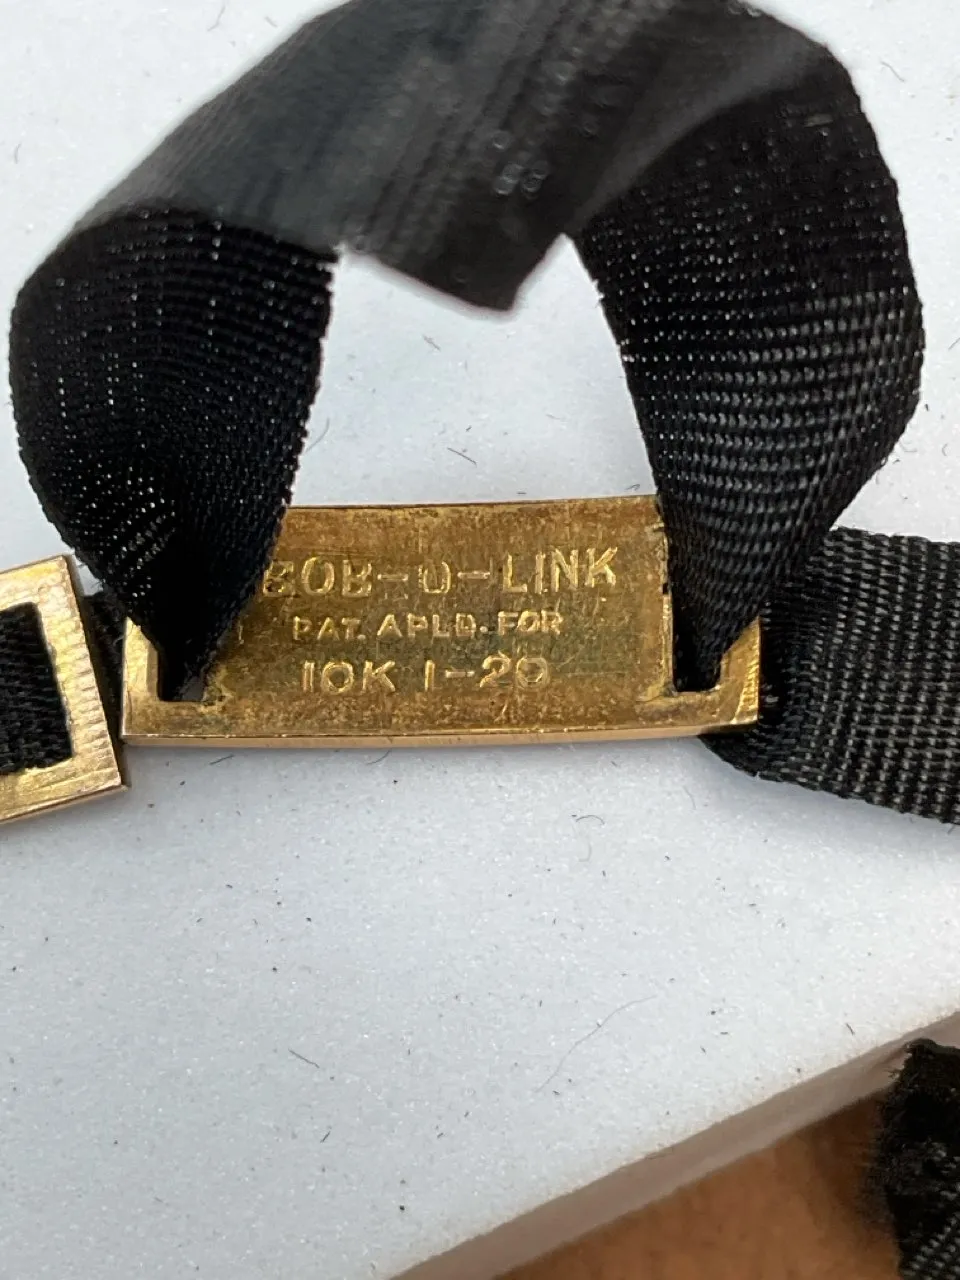 BOB-O-LINK
PAT. APLD. FOR
10K 1-20